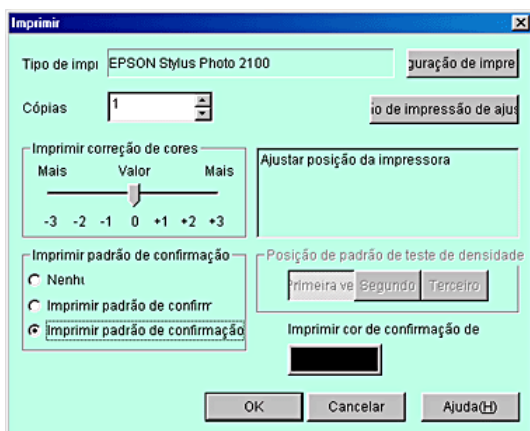 Imprimir
Tipo de impi EPSON Stylus Photo 2100 guração de impre
Cópias 1 io de impressão de ajus
Imprimir correção de cores
Mais Valor Mais
-3 -2 -1 0 +1 +2 +3
Ajustar posição da impressora
Imprimir padrão de confirmação
Nenhu
Imprimir padrão de confirr
Imprimir padrão de confirmação
Posição de padrão de teste de densidade
Primeira ve Segundo Terceiro
Imprimir cor de confirmação de
OK Cancelar Ajuda(H)